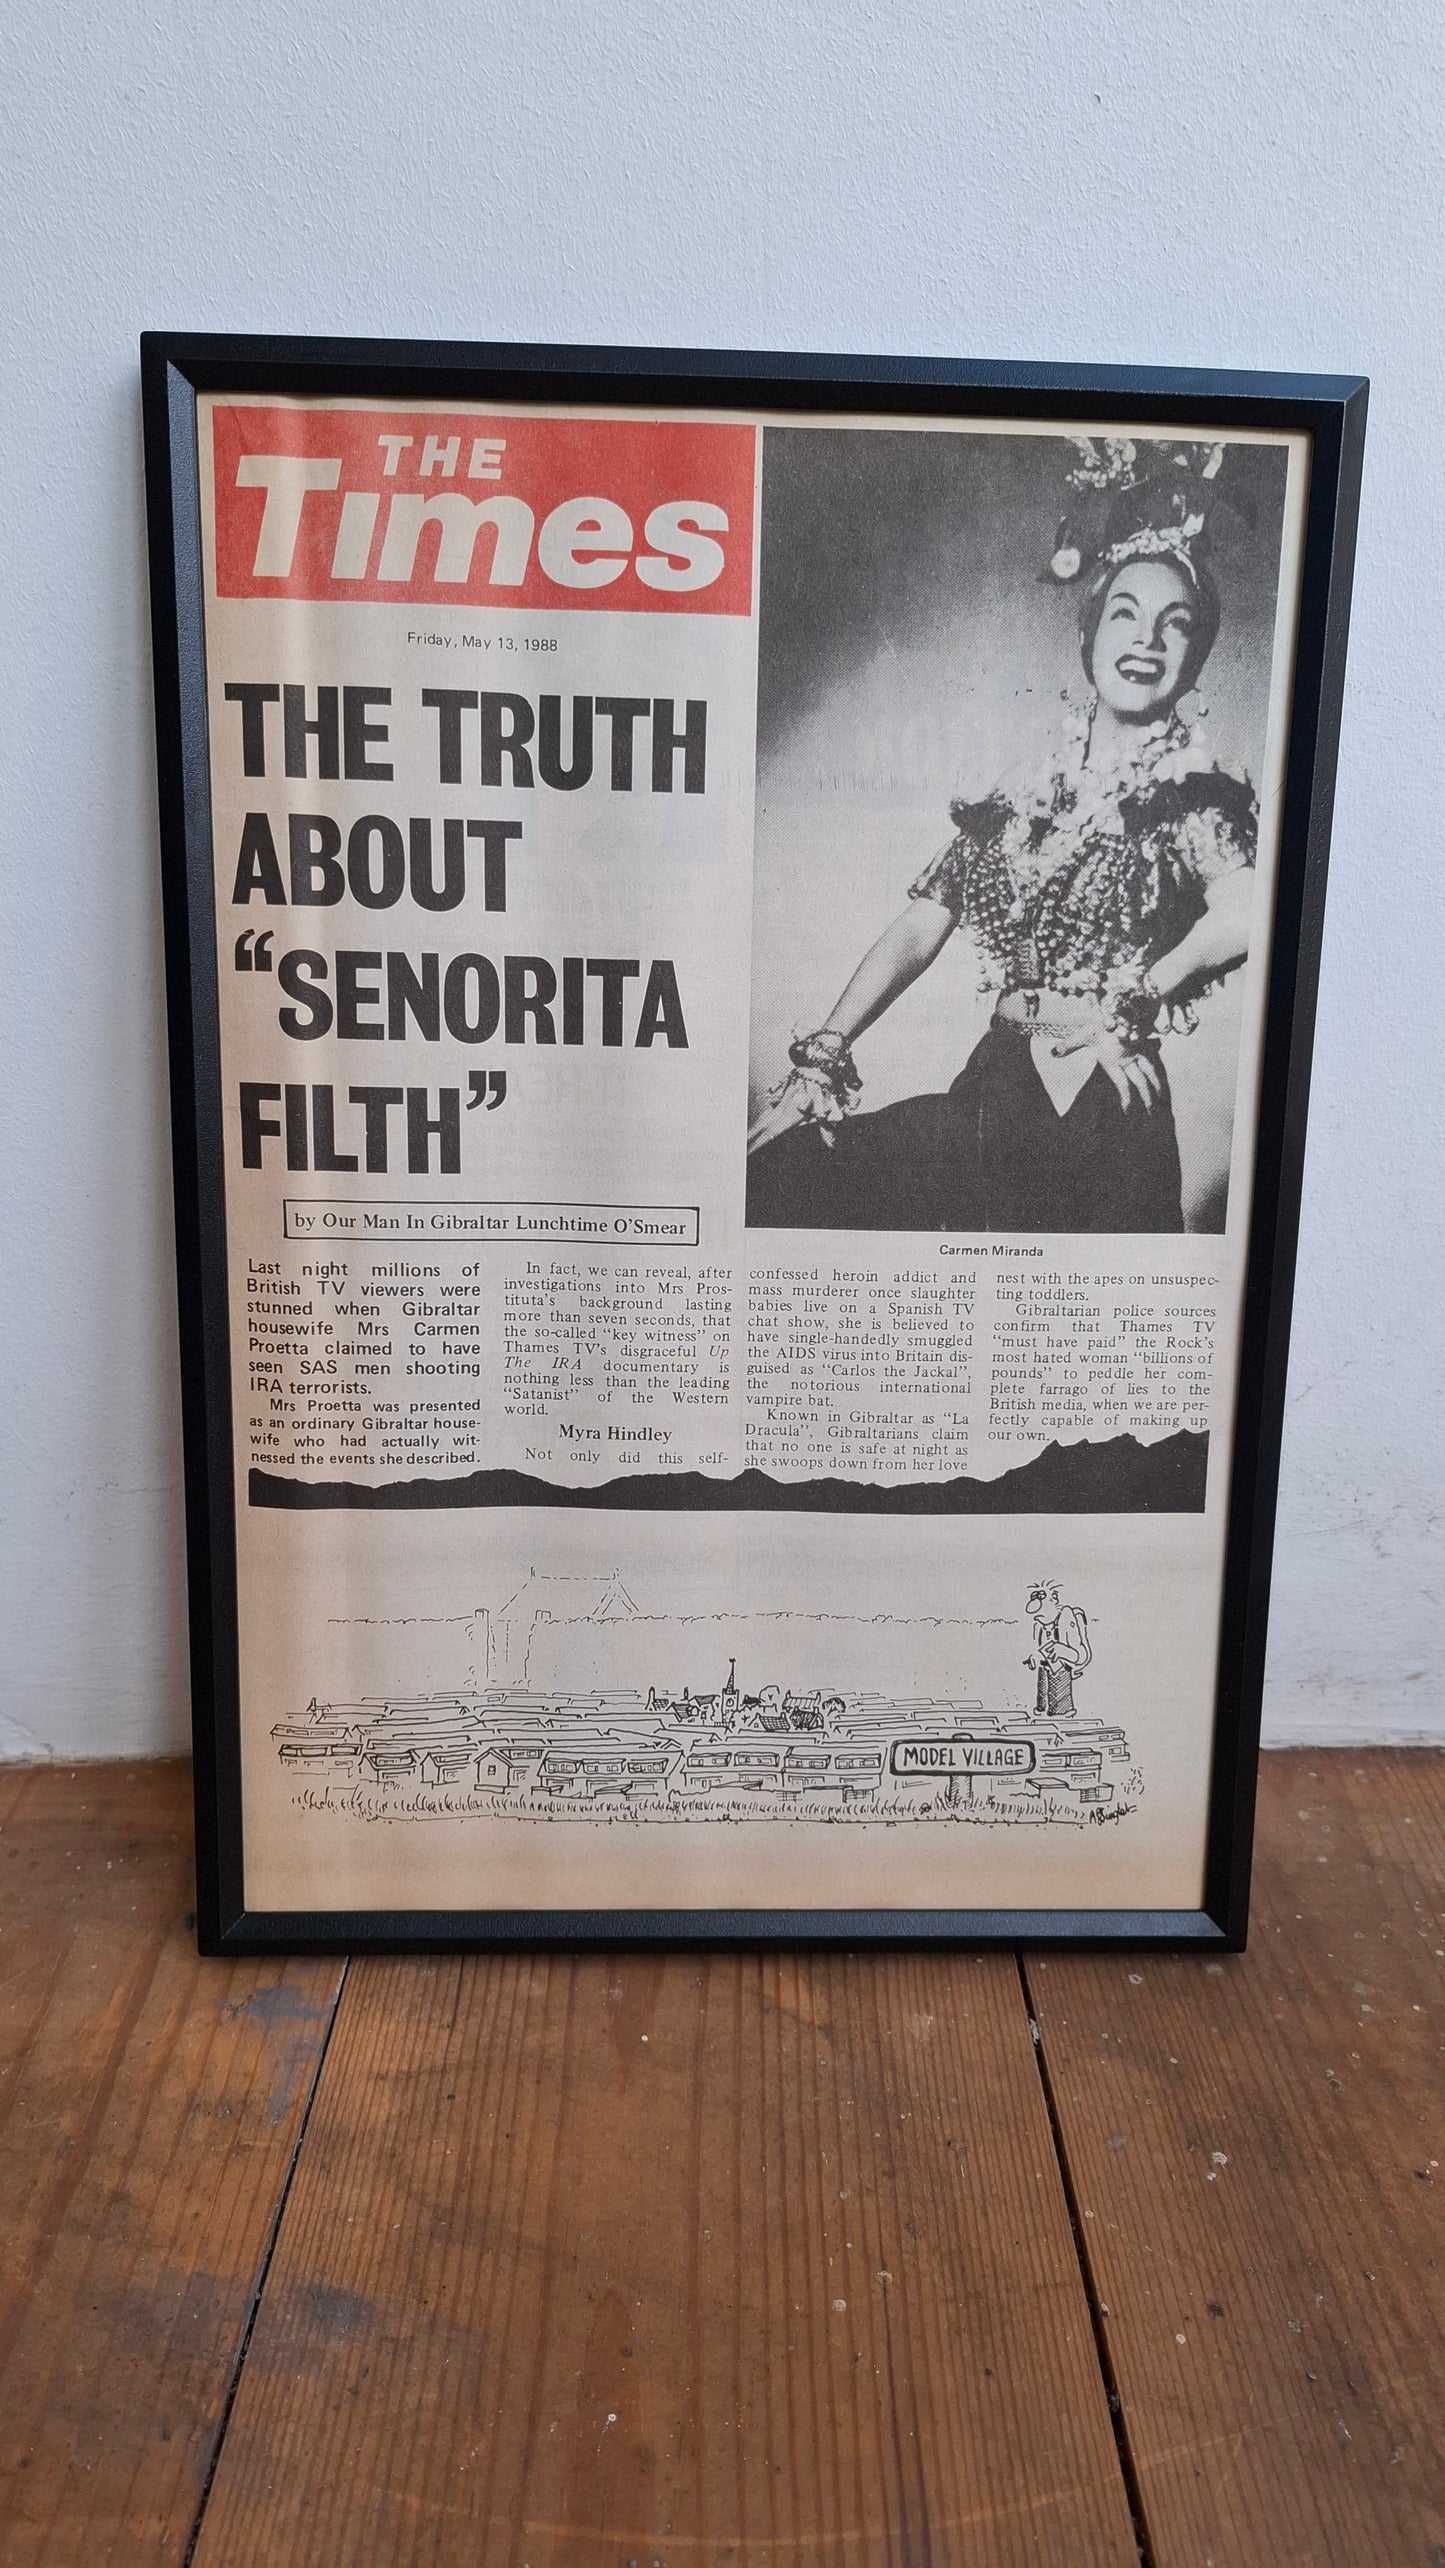 THE
Times
Friday, May 13, 1988
THE TRUTH
ABOUT
“SENORITA
FILTH”
by Our Man In Gibraltar Lunchtime O’Smear
Carmen Miranda
Last night millions of
British TV viewers were
stunned when Gibraltar
housewife Mrs Carmen
Proetta claimed to have
seen SAS men shooting
IRA terrorists.
Mrs Proetta was presented
as an ordinary Gibraltar house-
wife who had actually wit-
nessed the events she described.
In fact, we can reveal, after
investigations into Mrs Pros-
tituta’s background lasting
more than seven seconds, that
the so-called “key witness” on
Thames TV’s disgraceful Up
The IRA documentary is
nothing less than the leading
“Satanist” of the Western
world.
Myra Hindley
Not only did this self-
confessed heroin addict and
mass murderer once slaughter
babies live on a Spanish TV
chat show, she is believed to
have single-handedly smuggled
the AIDS virus into Britain dis-
guised as “Carlos the Jackal”,
the notorious international
vampire bat.
Known in Gibraltar as “La
Dracula”, Gibraltarians claim
that no one is safe at night as
she swoops down from her love
nest with the apes on unsuspec-
ting toddlers.
Gibraltarian police sources
confirm that Thames TV
“must have paid” the Rock’s
most hated woman “billions of
pounds” to peddle her com-
plete farrago of lies to the
British media, when we are per-
fectly capable of making up
our own.
MODEL VILLAGE